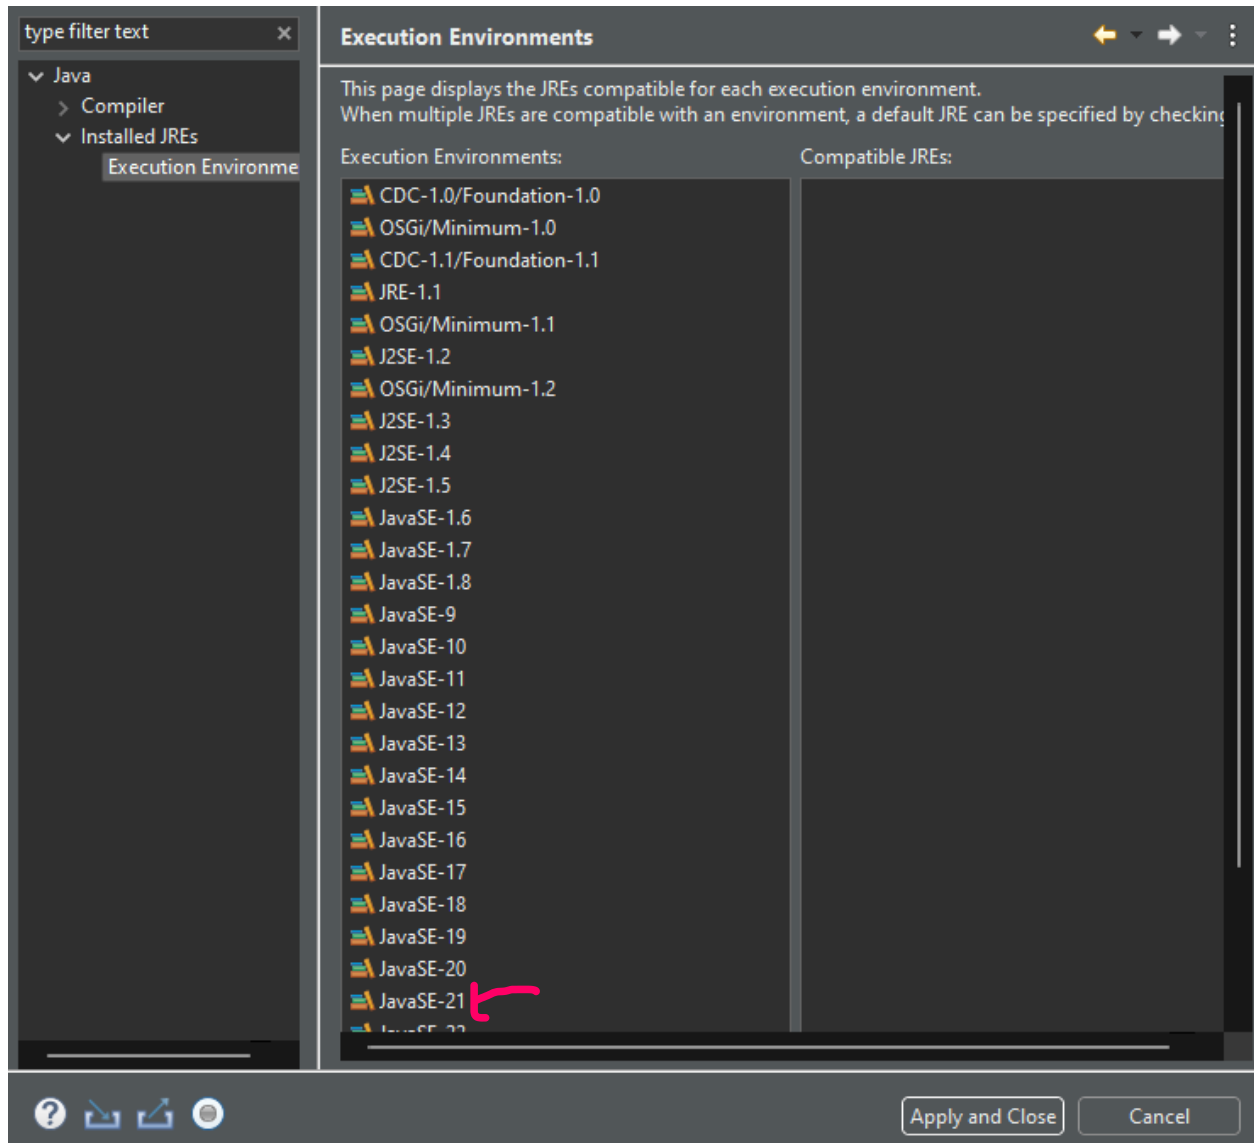 type filter text
Java
Compiler
Installed JREs
Execution Environme
Execution Environments
This page displays the JREs compatible for each execution environment.
When multiple JREs are compatible with an environment, a default JRE can be specified by checking
Execution Environments:
Compatible JREs:
CDC-1.0/Foundation-1.0
OSGi/Minimum-1.0
CDC-1.1/Foundation-1.1
JRE-1.1
OSGi/Minimum-1.1
J2SE-1.2
OSGi/Minimum-1.2
J2SE-1.3
J2SE-1.4
J2SE-1.5
JavaSE-1.6
JavaSE-1.7
JavaSE-1.8
JavaSE-9
JavaSE-10
JavaSE-11
JavaSE-12
JavaSE-13
JavaSE-14
JavaSE-15
JavaSE-16
JavaSE-17
JavaSE-18
JavaSE-19
JavaSE-20
JavaSE-21
JavaSE-22
Apply and Close
Cancel